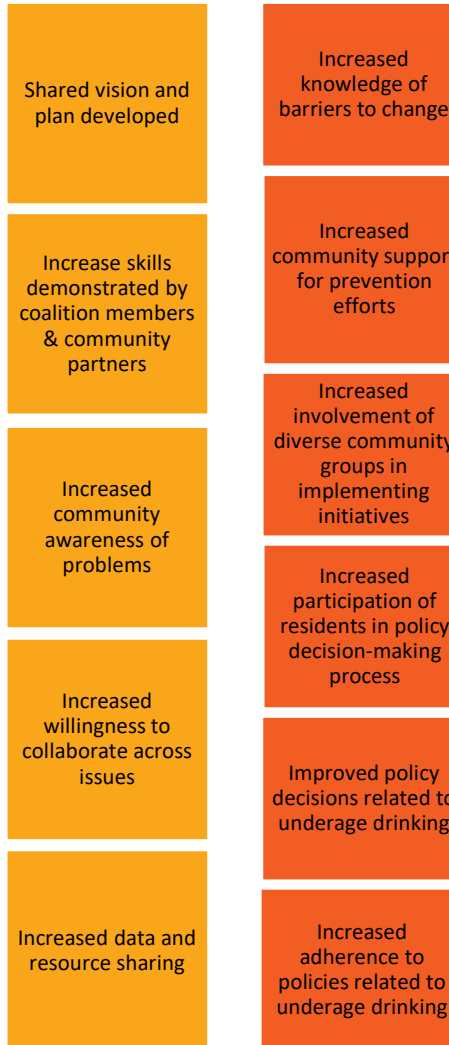 Shared vision and
plan developed
Increase skills
demonstrated by
coalition members
& community
partners
Increased
community
awareness of
problems
Increased
willingness to
collaborate across
issues
Increased data and
resource sharing
Increased
knowledge of
barriers to change
Increased
community support
for prevention
efforts
Increased
involvement of
diverse community
groups in
implementing
initiatives
Increased
participation of
residents in policy
decision-making
process
Improved policy
decisions related to
underage drinking
Increased
adherence to
policies related to
underage drinking